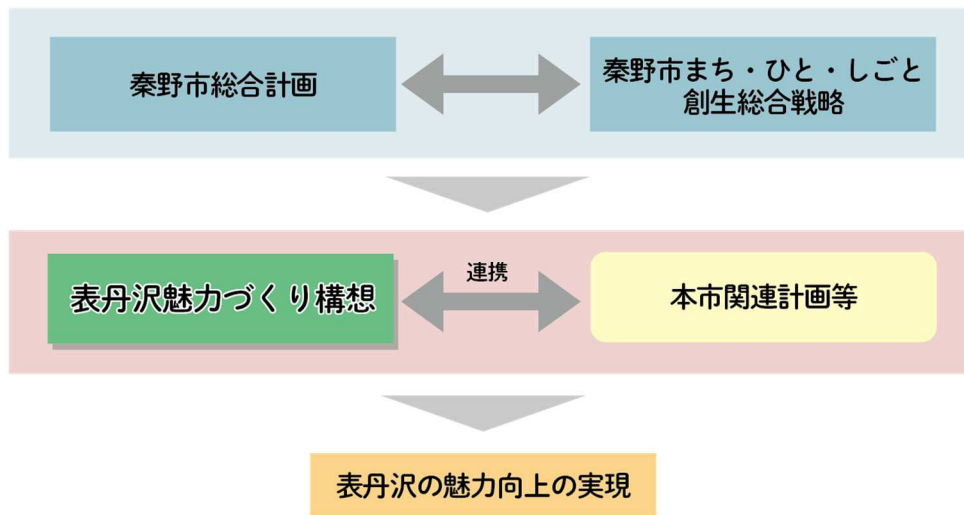 秦野市総合計画
秦野市まち・ひと・しごと
創生総合戦略
表丹沢魅力づくり構想
連携
本市関連計画等
表丹沢の魅力向上の実現